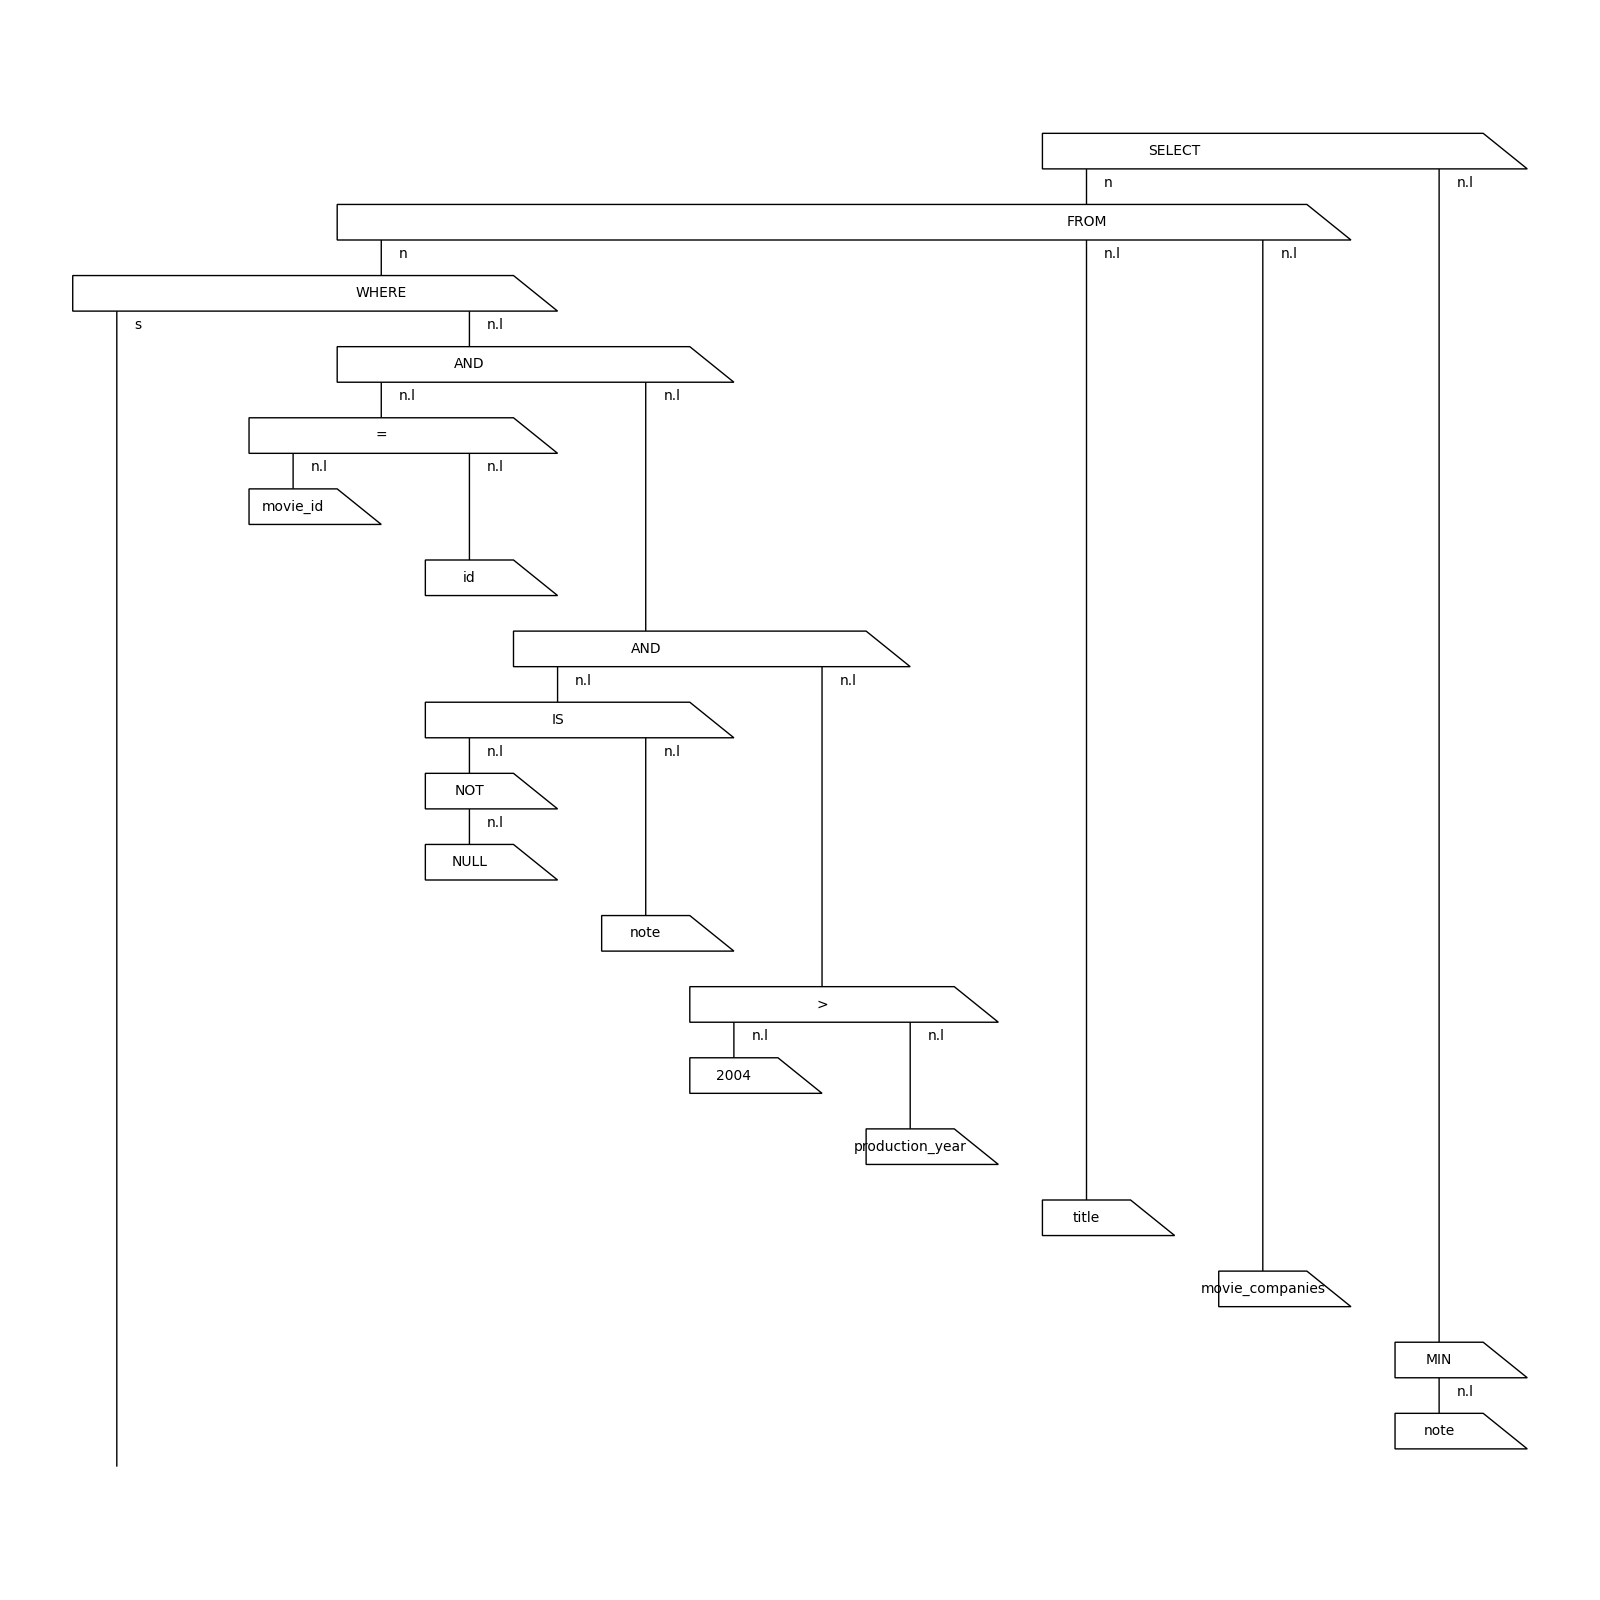 SELECT
n n.l
FROM
n n.l n.l
WHERE
s n.l
AND
n.l n.l
=
n.l n.l
movie_id
id
AND
n.l n.l
IS
n.l n.l
NOT
n.l
NULL
note
>
n.l n.l
2004
production_year
title
movie_companies
MIN
n.l
note